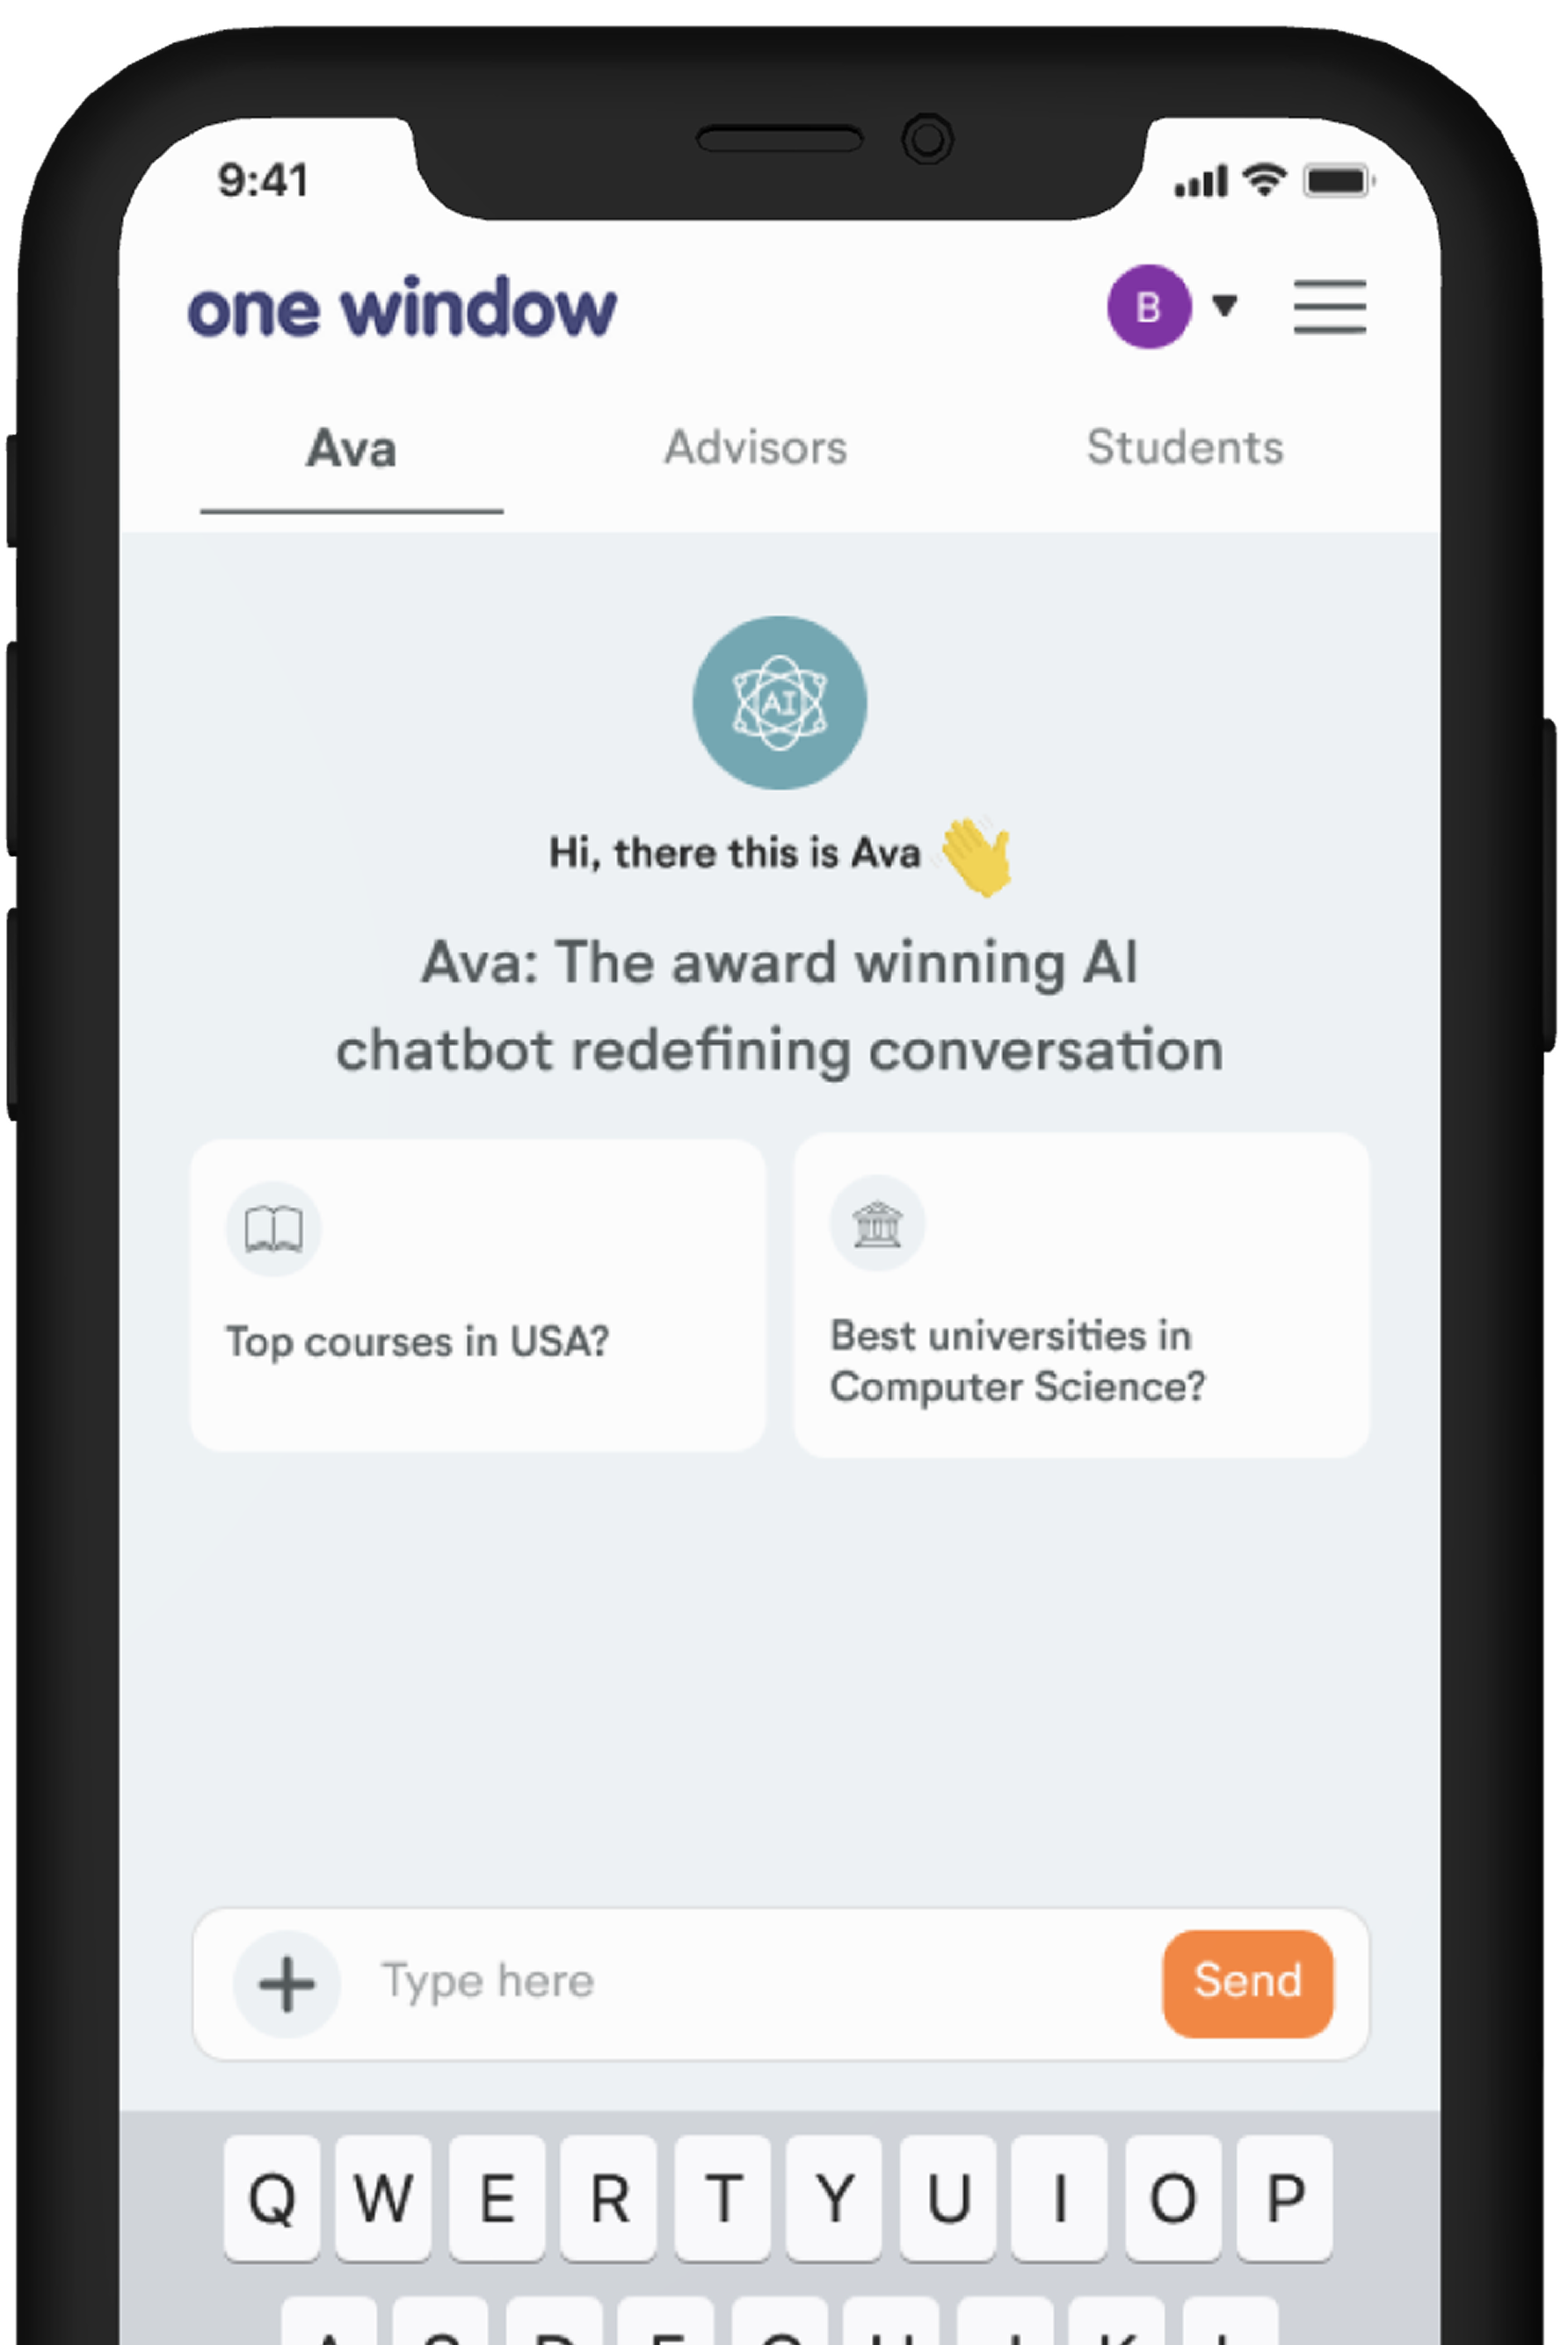 9:41
one window
B
Ava Advisors Students
AI
Hi, there this is Ava
Ava: The award winning AI
chatbot redefining conversation
Top courses in USA?
Best universities in
Computer Science?
Type here Send
Q W E R T Y U I O P